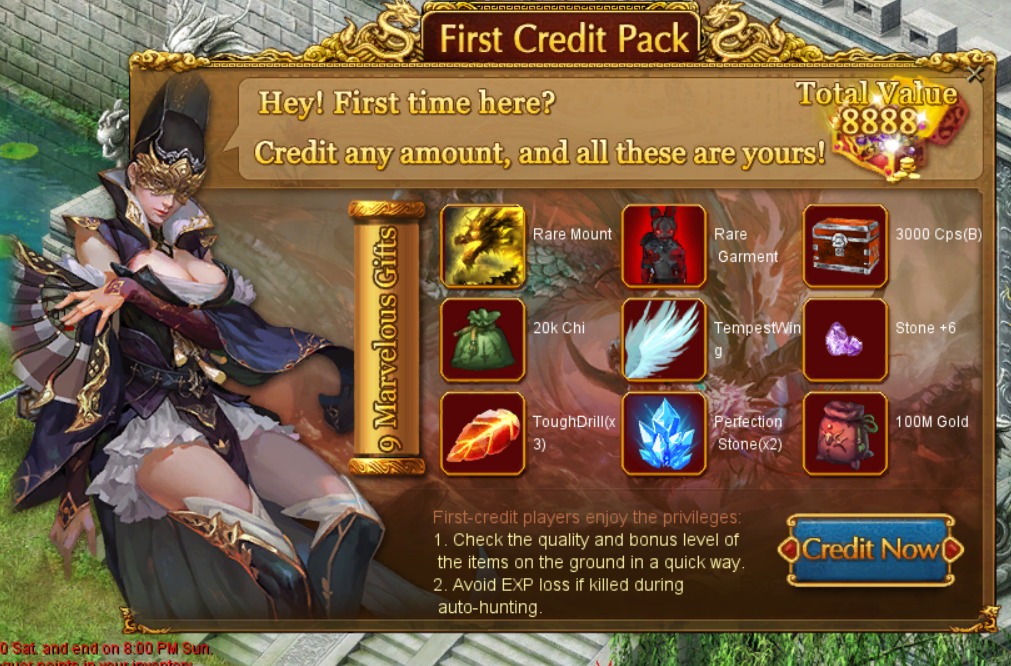 First Credit Pack
Hey! First time here?
Total Value
8888
Credit any amount, and all these are yours!
9 Marvelous Gifts
Rare Mount
Rare
Garment
3000 Cps(B)
20k Chi
TempestWin
g
Stone +6
ToughDrill(x
3)
Perfection
Stone(x2)
100M Gold
First-credit players enjoy the privileges:
1. Check the quality and bonus level of
the items on the ground in a quick way.
2. Avoid EXP loss if killed during
auto-hunting.
Credit Now
0 Sat. and end on 8:00 PM Sun.
points in your inventory